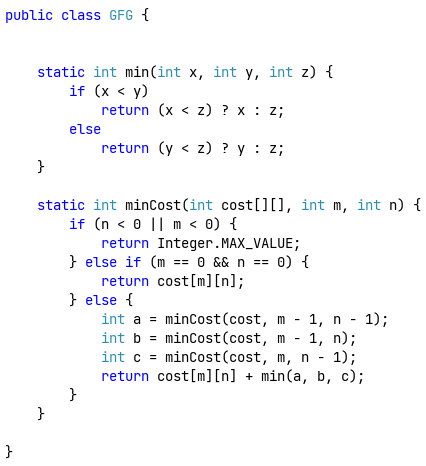 public class GFG {
    static int min(int x, int y, int z) {
        if (x < y)
            return (x < z) ? x : z;
        else
            return (y < z) ? y : z;
    }
    static int minCost(int cost[][], int m, int n) {
        if (n < 0 || m < 0) {
            return Integer.MAX_VALUE;
        } else if (m == 0 && n == 0) {
            return cost[m][n];
        } else {
            int a = minCost(cost, m - 1, n - 1);
            int b = minCost(cost, m - 1, n);
            int c = minCost(cost, m, n - 1);
            return cost[m][n] + min(a, b, c);
        }
    }
}